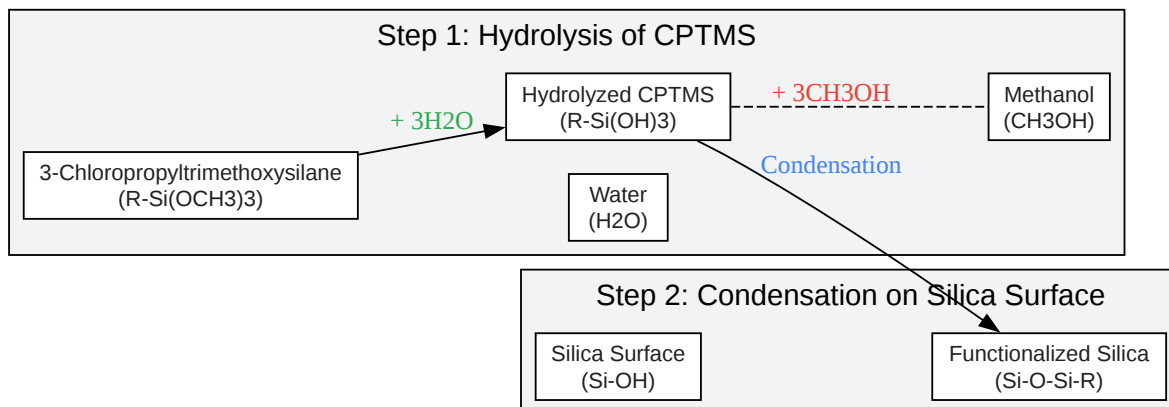 Step 1: Hydrolysis of CPTMS
Hydrolyzed CPTMS
(R-Si(OH)3)
+ 3CH3OH
Methanol
(CH3OH)
+ 3H2O
3-Chloropropyltrimethoxysilane
(R-Si(OCH3)3)
Condensation
Water
(H2O)
Step 2: Condensation on Silica Surface
Silica Surface
(Si-OH)
Functionalized Silica
(Si-O-Si-R)